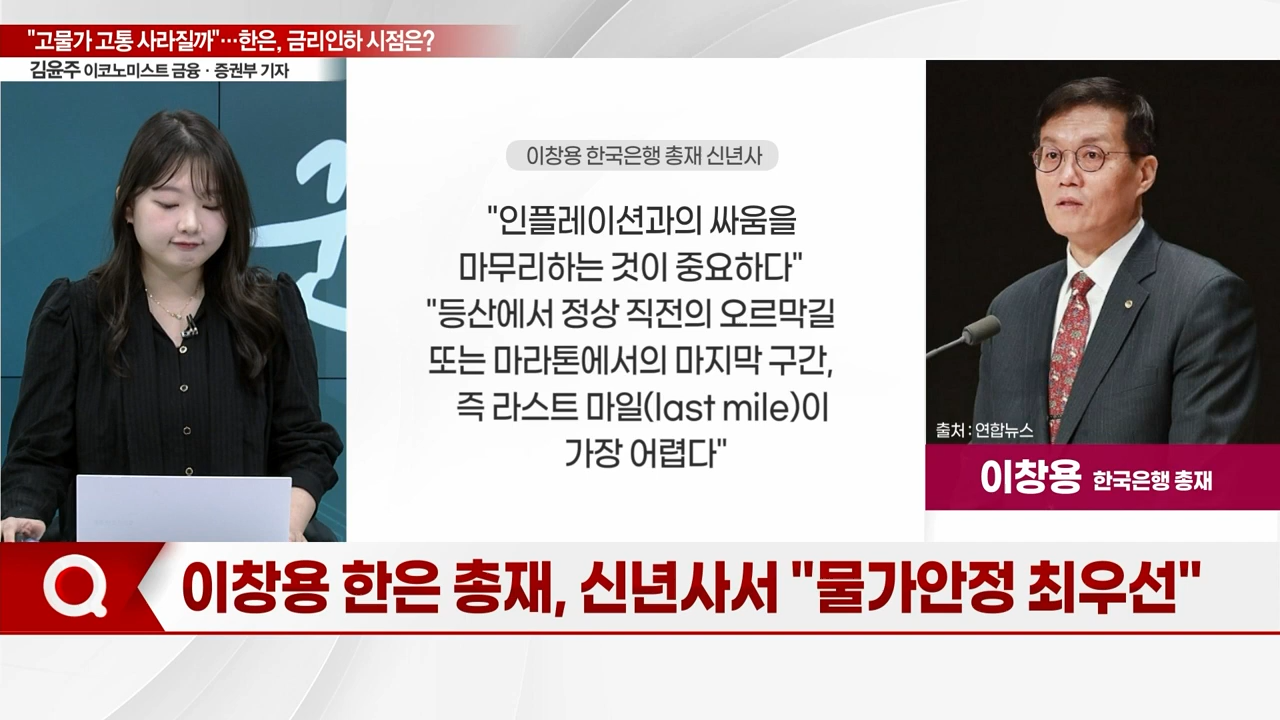 "고물가 고통 사라질까"…한은, 금리인하 시점은?
김윤주 이코노미스트 금융·증권부 기자
이창용 한국은행 총재 신년사
"인플레이션과의 싸움을
마무리하는 것이 중요하다"
"등산에서 정상 직전의 오르막길
또는 마라톤에서의 마지막 구간,
즉 라스트 마일(last mile)이
가장 어렵다"
출처 : 연합뉴스
이창용 한국은행 총재
이창용 한은 총재, 신년사서 "물가안정 최우선"